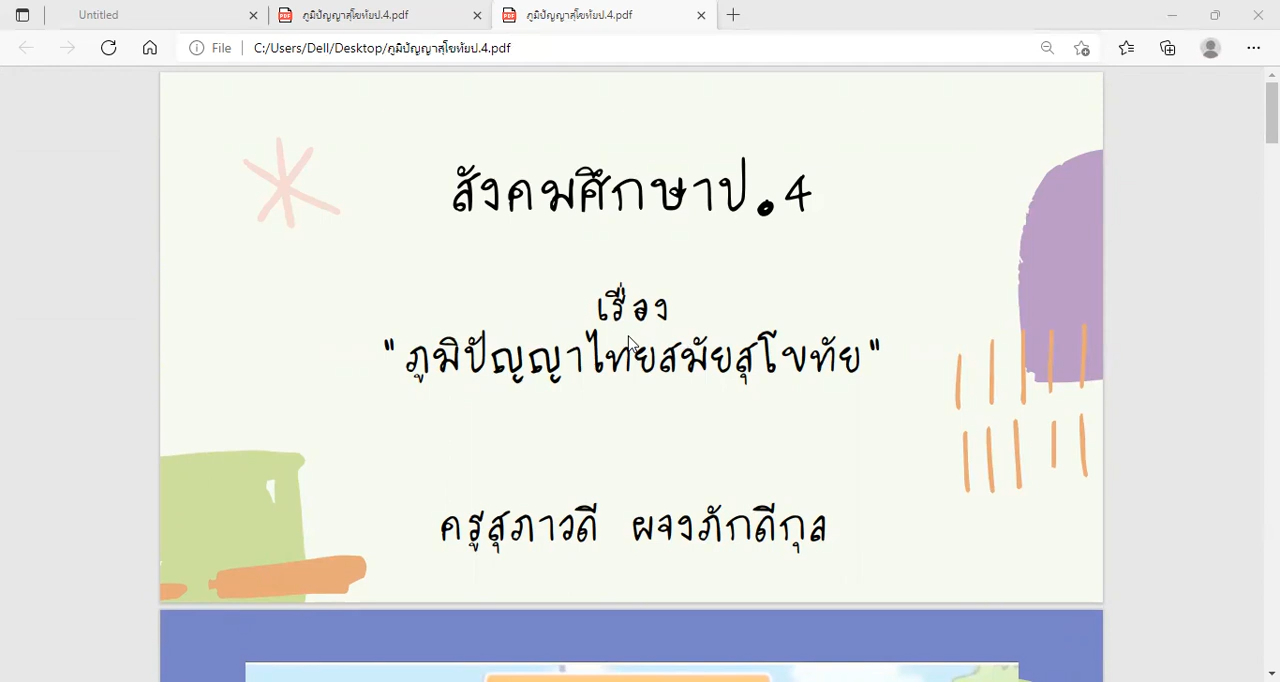 Untitled
ภูมิปัญญาสุโขทัยป.4.pdf
ภูมิปัญญาสุโขทัยป.4.pdf
File
C:/Users/Dell/Desktop/ภูมิปัญญาสุโขทัยป.4.pdf
สังคมศึกษาป.4
เรื่อง
"ภูมิปัญญาไทยสมัยสุโขทัย"
ครูสุภาวดี ผจงภักดีกุล